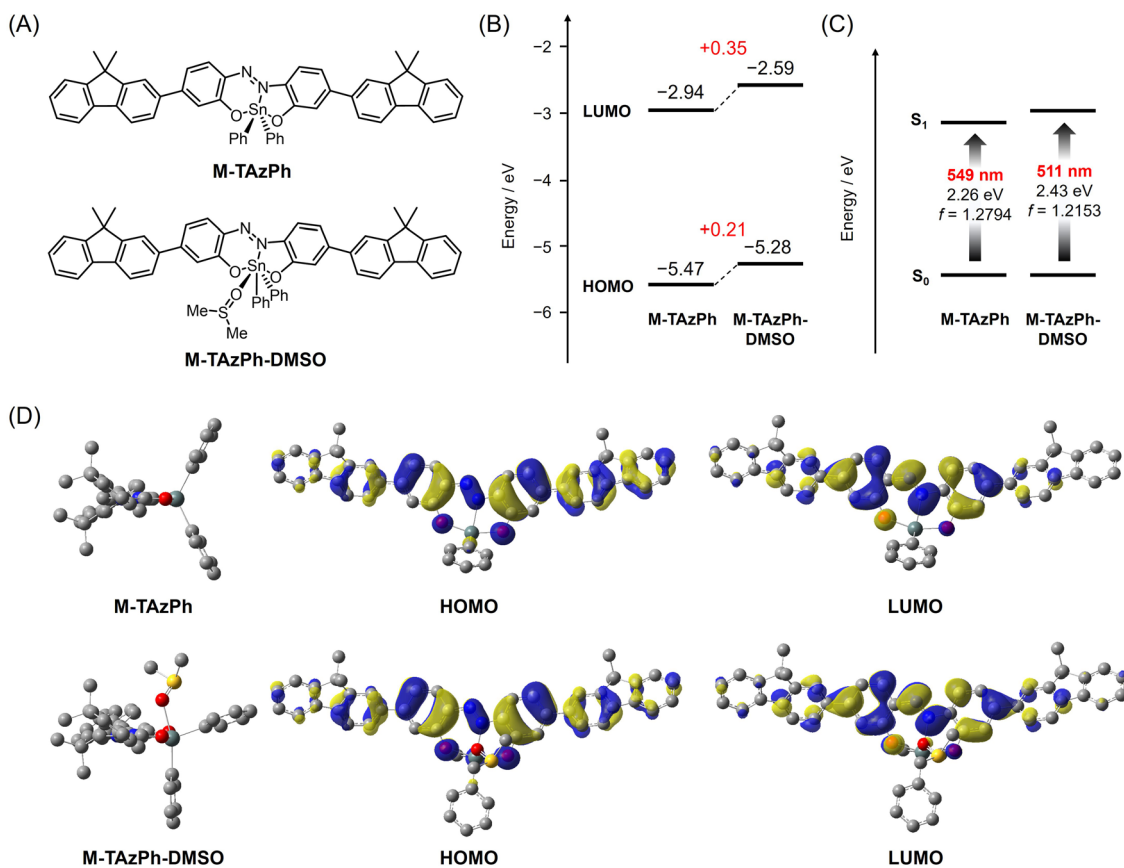 (A)
N
N
O
Sn
O
Ph
Ph
M-TAzPh
N
N
O
Sn
O
O
Ph
Ph
Me
S
Me
M-TAzPh-DMSO
(B)
Energy / eV
−2
−3
−4
−5
−6
+0.35
−2.59
−2.94
LUMO
+0.21
−5.28
−5.47
HOMO
M-TAzPh
M-TAzPh-
DMSO
(C)
Energy / eV
S1
549 nm
2.26 eV
f = 1.2794
511 nm
2.43 eV
f = 1.2153
S0
M-TAzPh
M-TAzPh-
DMSO
(D)
M-TAzPh
HOMO
LUMO
M-TAzPh-DMSO
HOMO
LUMO